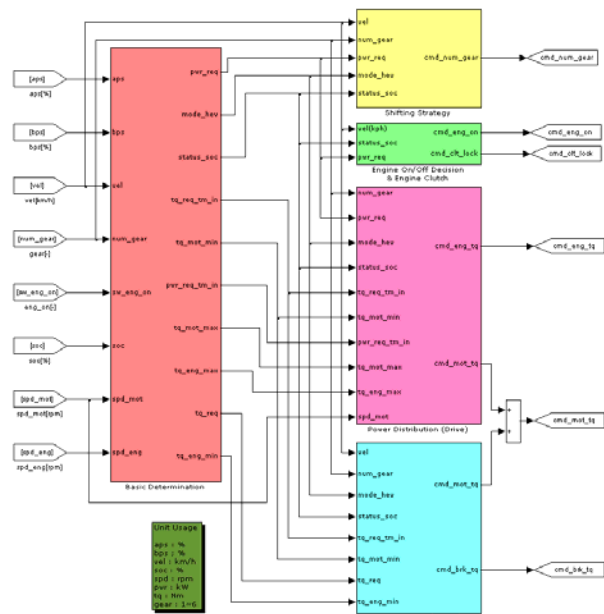 [aps]
aps[%]
[bps]
bps[%]
[vel]
vel[km/h]
[num_gear]
gear[-]
[sw_eng_on]
eng_on[-]
[soc]
soc[%]
[spd_mot]
spd_mot[rpm]
[spd_eng]
spd_eng[rpm]
aps
bps
vel
num_gear
sw_eng_on
soc
spd_mot
spd_eng
pwr_req
mode_hev
status_soc
tq_req_tm_in
tq_mot_min
pwr_req_tm_in
tq_mot_max
tq_eng_max
tq_req
tq_eng_min
Basic Determination
vel
num_gear
pwr_req
mode_hev
status_soc
cmd_num_gear
Shifting Strategy
vel(kph)
status_soc
pwr_req
cmd_eng_on
cmd_clt_lock
Engine On/Off Decision
& Engine Clutch
num_gear
pwr_req
mode_hev
status_soc
tq_req_tm_in
tq_mot_min
pwr_req_tm_in
tq_mot_max
tq_eng_max
spd_mot
cmd_eng_tq
cmd_mot_tq
Power Distribution (Drive)
vel
num_gear
mode_hev
status_soc
tq_req_tm_in
tq_mot_min
tq_req
tq_eng_min
cmd_mot_tq
cmd_brk_tq
cmd_num_gear
cmd_eng_on
cmd_clt_lock
cmd_eng_tq
+
+
cmd_mot_tq
cmd_brk_tq
Unit Usage
aps : %
bps : %
vel : km/h
soc : %
spd : rpm
pwr : kW
tq : Nm
gear : 1~6